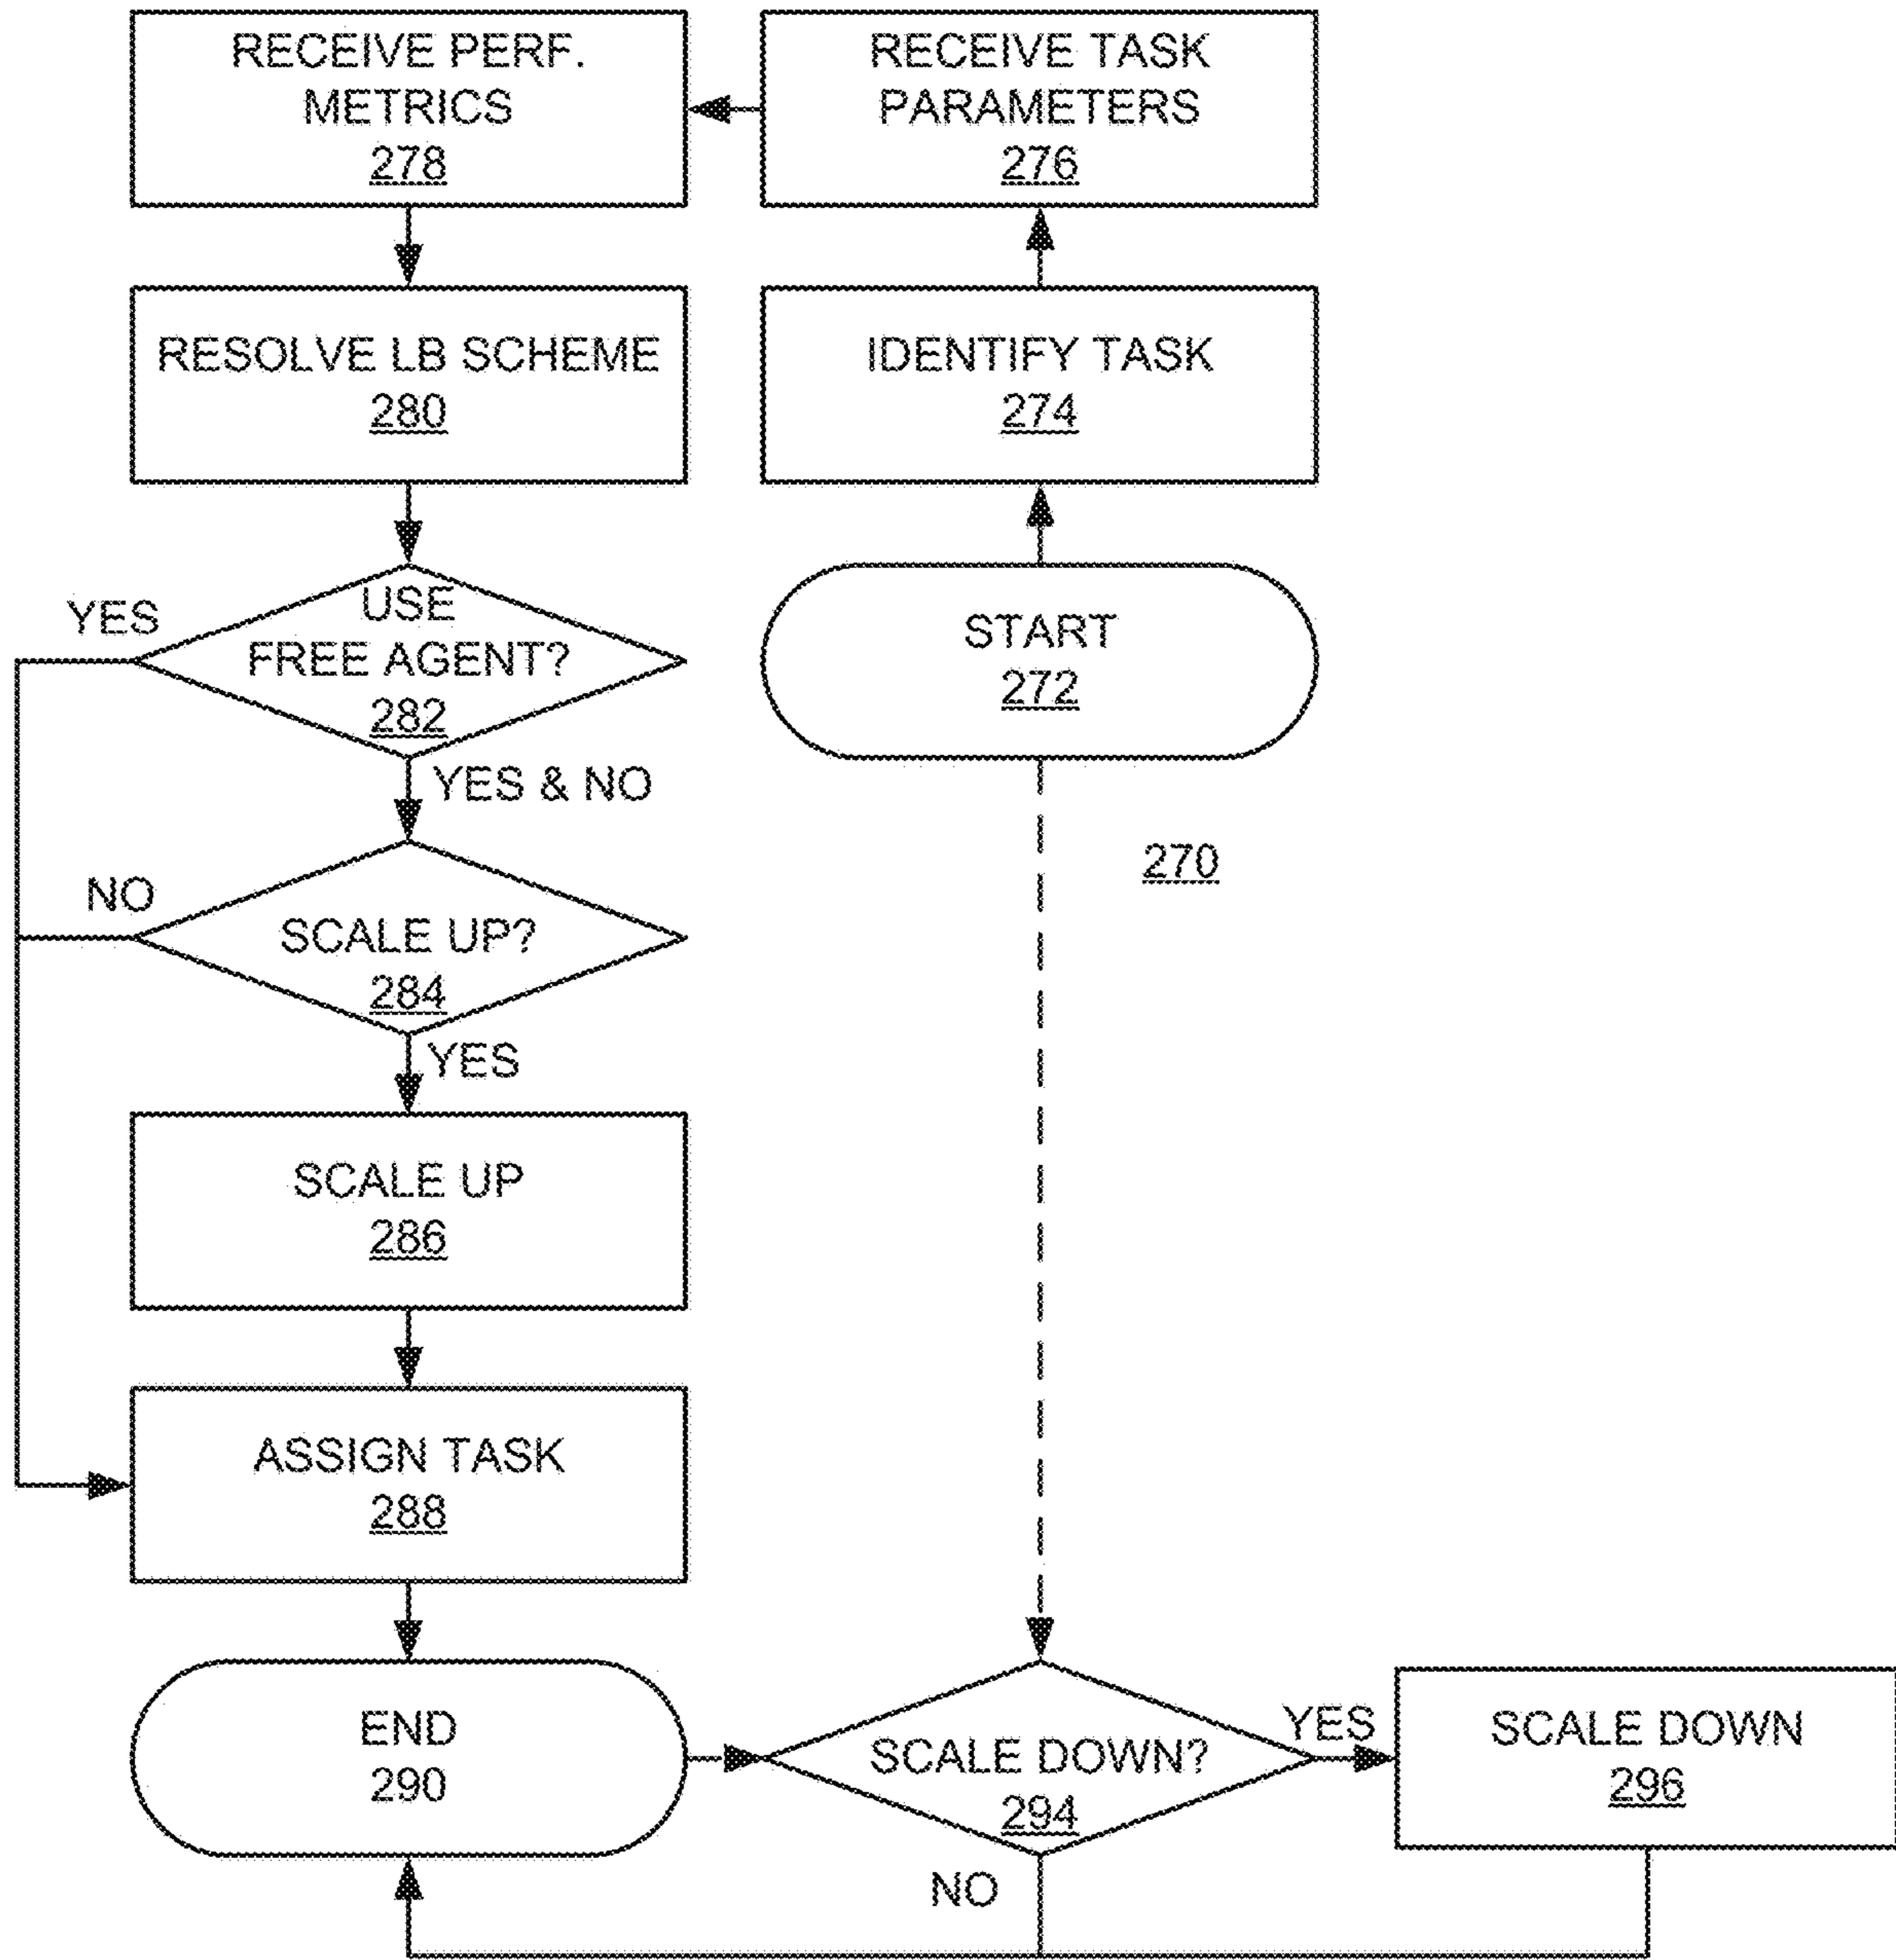 RECEIVE PERF.
METRICS
278
RECEIVE TASK
PARAMETERS
276
RESOLVE LB SCHEME
280
IDENTIFY TASK
274
USE
FREE AGENT?
282
YES
YES & NO
START
272
270
NO
SCALE UP?
284
YES
SCALE UP
286
ASSIGN TASK
288
END
290
SCALE DOWN?
294
YES
NO
SCALE DOWN
296